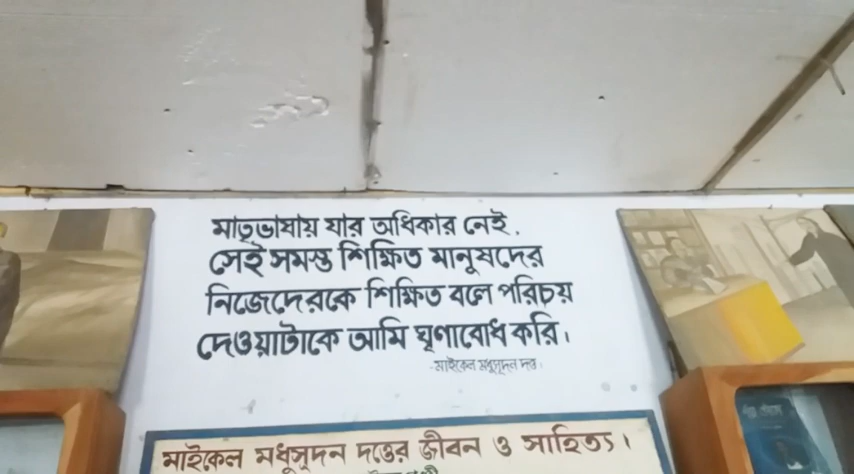 মাতৃভাষায় যার অধিকার নেই,
সেই সমস্ত শিক্ষিত মানুষদের
নিজেদেরকে শিক্ষিত বলে পরিচয়
দেওয়াটাকে আমি ঘৃণাবোধ করি।
-মাইকেল মধুসূদন দত্ত।
মাইকেল মধুসূদন দত্তের জীবন ও সাহিত্য।